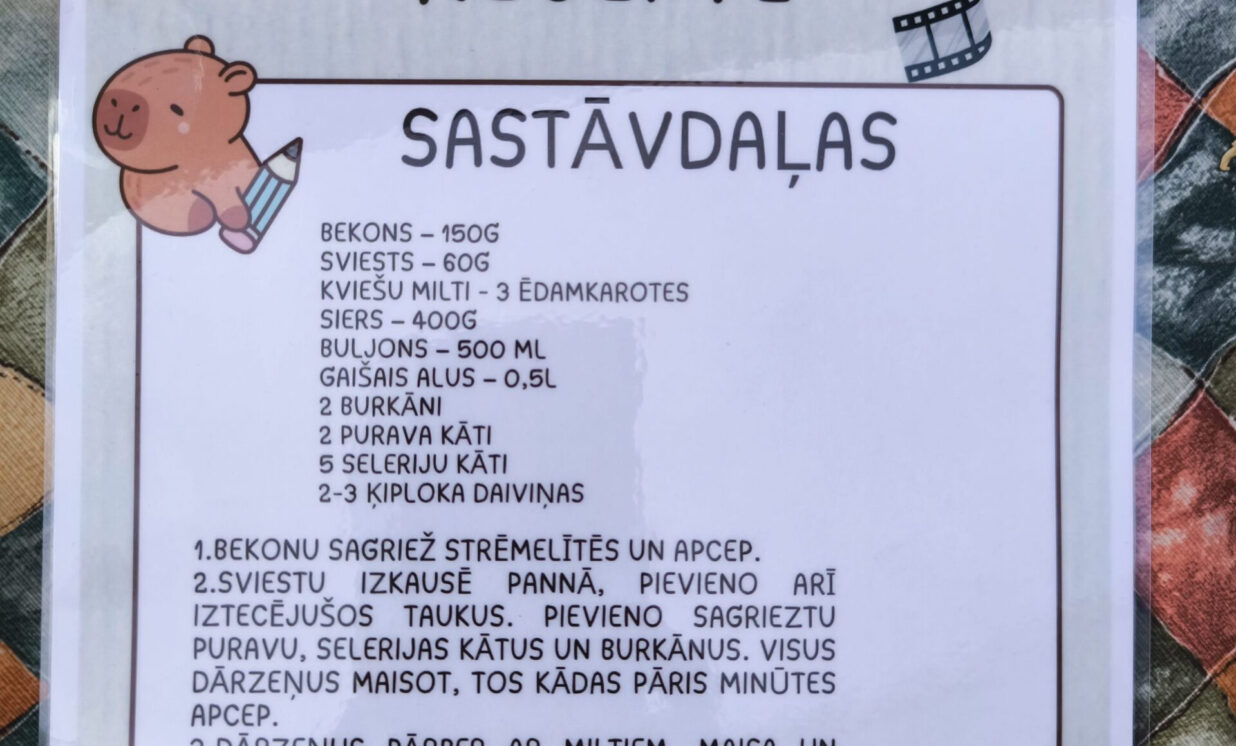 SASTĀVDAĻAS
BEKONS – 150G
SVIESTS – 60G
KVIEŠU MILTI - 3 ĒDAMKAROTES
SIERS – 400G
BULJONS – 500 ML
GAIŠAIS ALUS – 0,5L
2 BURKĀNI
2 PURAVA KĀTI
5 SELERIJU KĀTI
2-3 ĶIPLOKA DAIVIŅAS
1.BEKONU SAGRIEŽ STRĒMELĪTĒS UN APCEP.
2.SVIESTU IZKAUSĒ PANNĀ, PIEVIENO ARĪ
IZTECĒJUŠOS TAUKUS. PIEVIENO SAGRIEZTU
PURAVU, SELERIJAS KĀTUS UN BURKĀNUS. VISUS
DĀRZEŅUS MAISOT, TOS KĀDAS PĀRIS MINŪTES
APCEP.